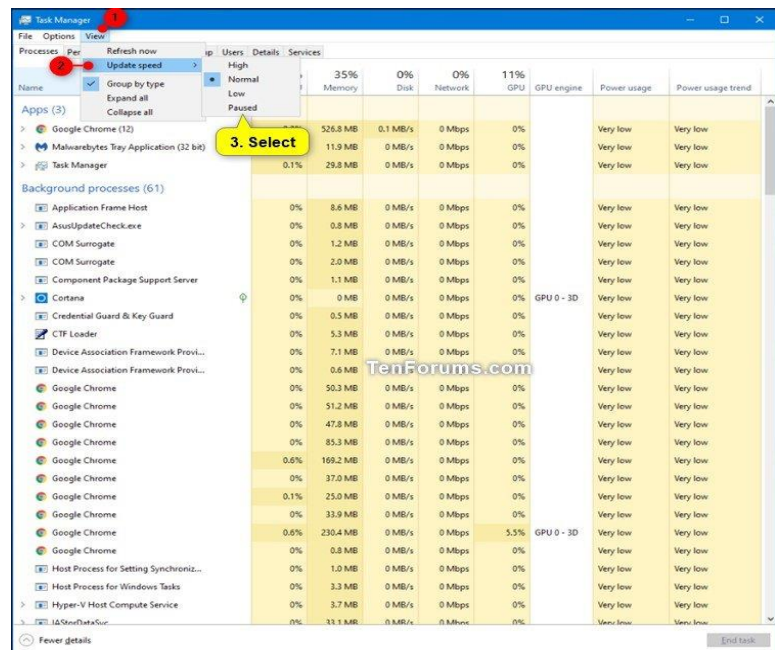 Task Manager
1
File Options View
Processes Per Refresh now up Users Details Services
2 Update speed High
Group by type Normal
Expand all Low
Collapse all Paused
3. Select
35% 0% 0% 11%
Name Memory Disk Network GPU GPU engine Power usage Power usage trend
Apps (3)
Google Chrome (12) 526.8 MB 0.1 MB/s 0 Mbps 0% Very low Very low
Malwarebytes Tray Application (32 bit) 11.9 MB 0 MB/s 0 Mbps 0% Very low Very low
Task Manager 0.1% 29.8 MB 0 MB/s 0 Mbps 0% Very low Very low
Background processes (61)
Application Frame Host 0% 8.6 MB 0 MB/s 0 Mbps 0% Very low Very low
AsusUpdateCheck.exe 0% 0.8 MB 0 MB/s 0 Mbps 0% Very low Very low
COM Surrogate 0% 1.2 MB 0 MB/s 0 Mbps 0% Very low Very low
COM Surrogate 0% 2.0 MB 0 MB/s 0 Mbps 0% Very low Very low
Component Package Support Server 0% 1.1 MB 0 MB/s 0 Mbps 0% Very low Very low
Cortana 0% 0 MB 0 MB/s 0 Mbps 0% GPU 0 - 3D Very low Very low
Credential Guard & Key Guard 0% 0.5 MB 0 MB/s 0 Mbps 0% Very low Very low
CTF Loader 0% 5.3 MB 0 MB/s 0 Mbps 0% Very low Very low
Device Association Framework Provi... 0% 7.1 MB 0 MB/s 0 Mbps 0% Very low Very low
Device Association Framework Provi... 0% 0.6 MB 0 MB/s 0 Mbps 0% Very low Very low
TenForums.com
Google Chrome 0% 50.3 MB 0 MB/s 0 Mbps 0% Very low Very low
Google Chrome 0% 51.2 MB 0 MB/s 0 Mbps 0% Very low Very low
Google Chrome 0% 47.8 MB 0 MB/s 0 Mbps 0% Very low Very low
Google Chrome 0% 85.3 MB 0 MB/s 0 Mbps 0% Very low Very low
Google Chrome 0.6% 169.2 MB 0 MB/s 0 Mbps 0% Very low Very low
Google Chrome 0% 37.0 MB 0 MB/s 0 Mbps 0% Very low Very low
Google Chrome 0.1% 25.0 MB 0 MB/s 0 Mbps 0% Very low Very low
Google Chrome 0% 33.9 MB 0 MB/s 0 Mbps 0% Very low Very low
Google Chrome 0.6% 230.4 MB 0 MB/s 0 Mbps 5.5% GPU 0 - 3D Very low Very low
Google Chrome 0% 0.8 MB 0 MB/s 0 Mbps 0% Very low Very low
Host Process for Setting Synchroniz... 0% 1.0 MB 0 MB/s 0 Mbps 0% Very low Very low
Host Process for Windows Tasks 0% 3.3 MB 0 MB/s 0 Mbps 0% Very low Very low
Hyper-V Host Compute Service 0% 3.7 MB 0 MB/s 0 Mbps 0% Very low Very low
IAStorDataSvc 0% 33.1 MB 0 MB/s 0 Mbps 0% Very low Very low
Fewer details End task